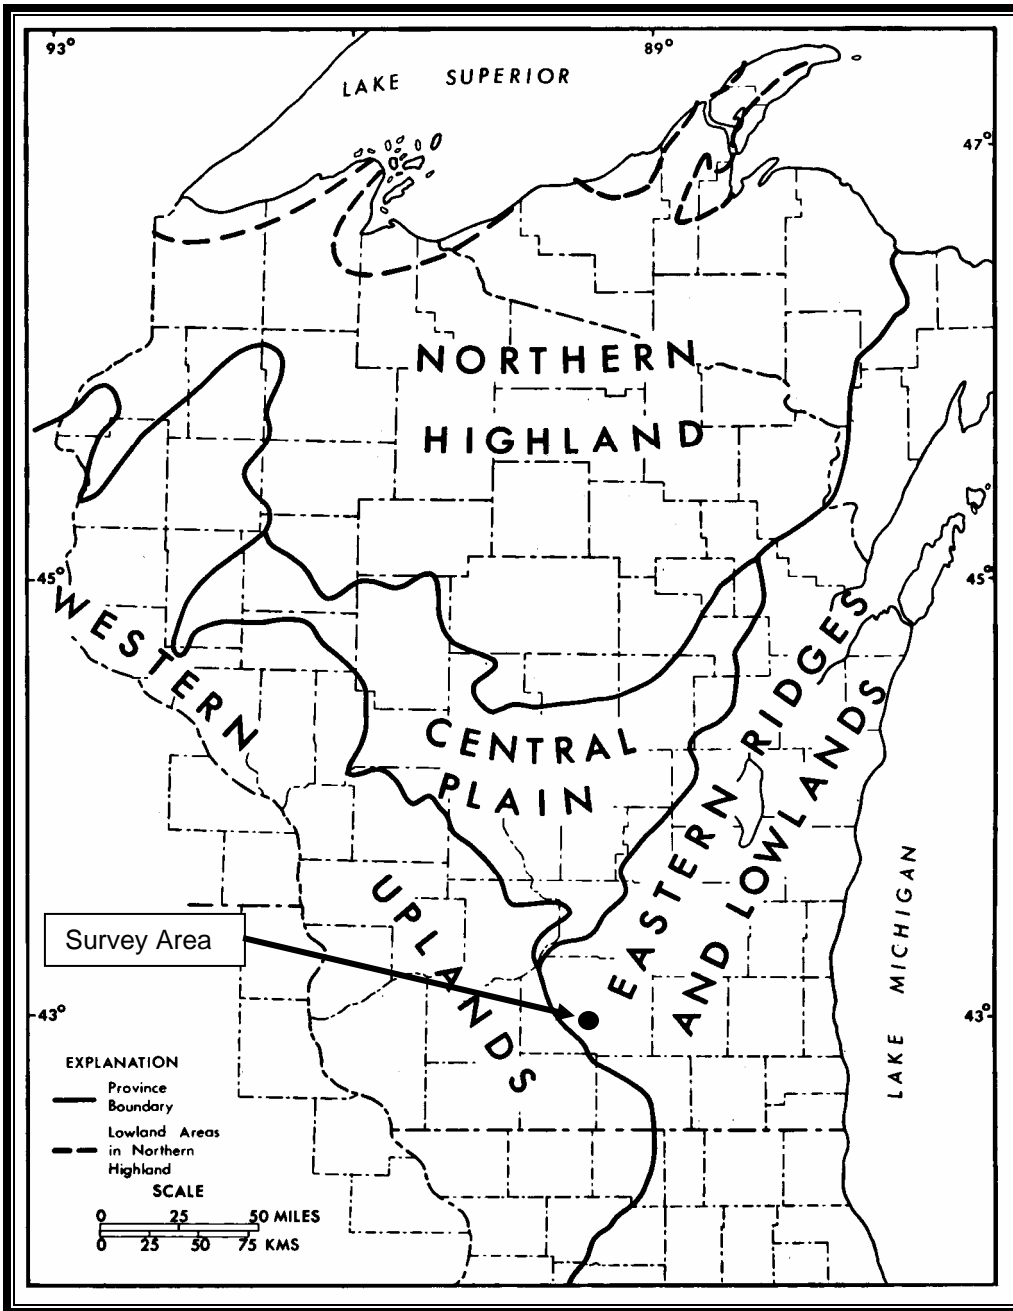 93°
89°
LAKE SUPERIOR
47°
NORTHERN
HIGHLAND
45°
45°
WESTERN
UPLANDS
CENTRAL
PLAIN
EASTERN RIDGES
AND LOWLANDS
LAKE MICHIGAN
Survey Area
43°
43°
EXPLANATION
Province
Boundary
Lowland Areas
in Northern
Highland
SCALE
0 25 50 MILES
0 25 50 75 KMS